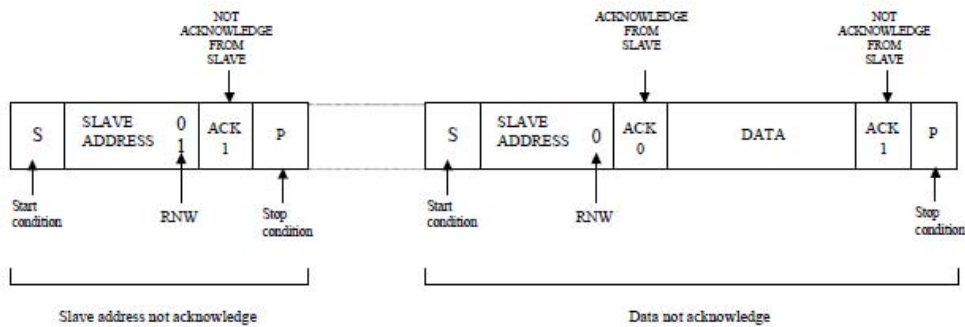 NOT
ACKNOWLEDGE
FROM
SLAVE
ACKNOWLEDGE
FROM
SLAVE
NOT
ACKNOWLEDGE
FROM
SLAVE
S
SLAVE
ADDRESS
0
1
ACK
1
P
S
SLAVE
ADDRESS
0
ACK
0
DATA
ACK
1
P
Start
condition
RNW
Stop
condition
Start
condition
RNW
Stop
condition
Slave address not acknowledge
Data not acknowledge